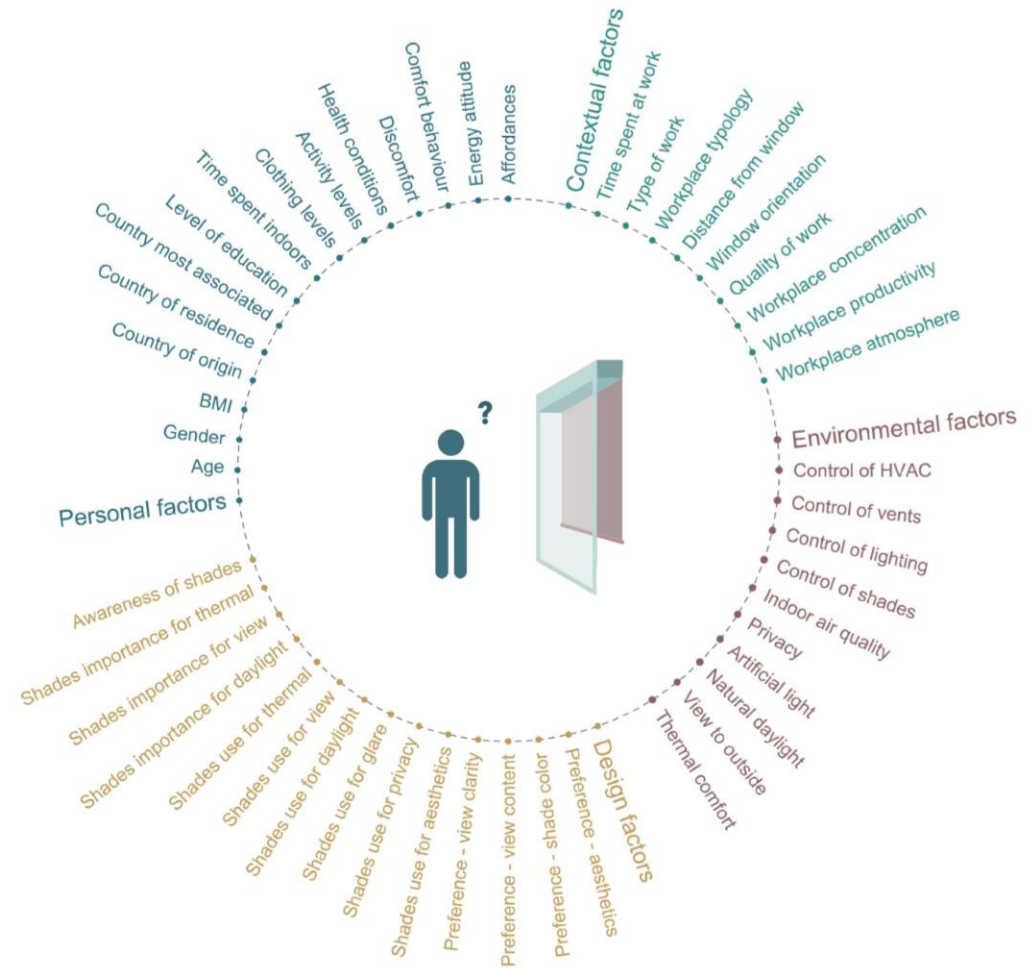 Contextual factors
Time spent at work
Type of work
Workplace typology
Distance from window
Window orientation
Quality of work
Workplace concentration
Workplace productivity
Workplace atmosphere
Environmental factors
Control of HVAC
Control of vents
Control of lighting
Control of shades
Indoor air quality
Privacy
Artificial light
Natural daylight
View to outside
Thermal comfort
Design factors
Preference - aesthetics
Preference - shade color
Preference - view content
Preference - view clarity
Shades use for aesthetics
Shades use for privacy
Shades use for glare
Shades use for daylight
Shades use for view
Shades use for thermal
Shades importance for daylight
Shades importance for view
Shades importance for thermal
Awareness of shades
Personal factors
Age
Gender
BMI
Country of origin
Country of residence
Country most associated
Level of education
Time spent indoors
Clothing levels
Activity levels
Health conditions
Discomfort
Comfort behaviour
Energy attitude
Affordances
?